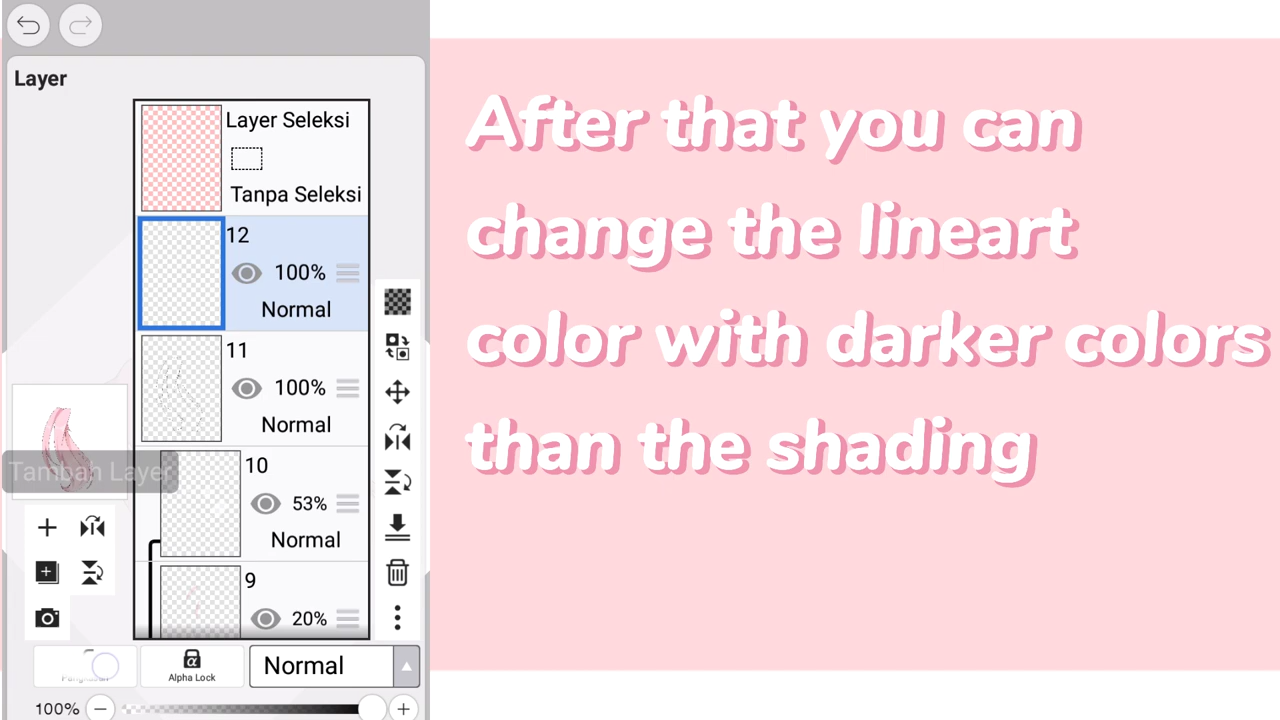 Layer
Layer Seleksi
Tanpa Seleksi
12
100%
Normal
11
100%
Normal
10
53%
Normal
9
20%
Tambah Layer
α
Alpha Lock
Normal
100%
After that you can
change the lineart
color with darker colors
than the shading